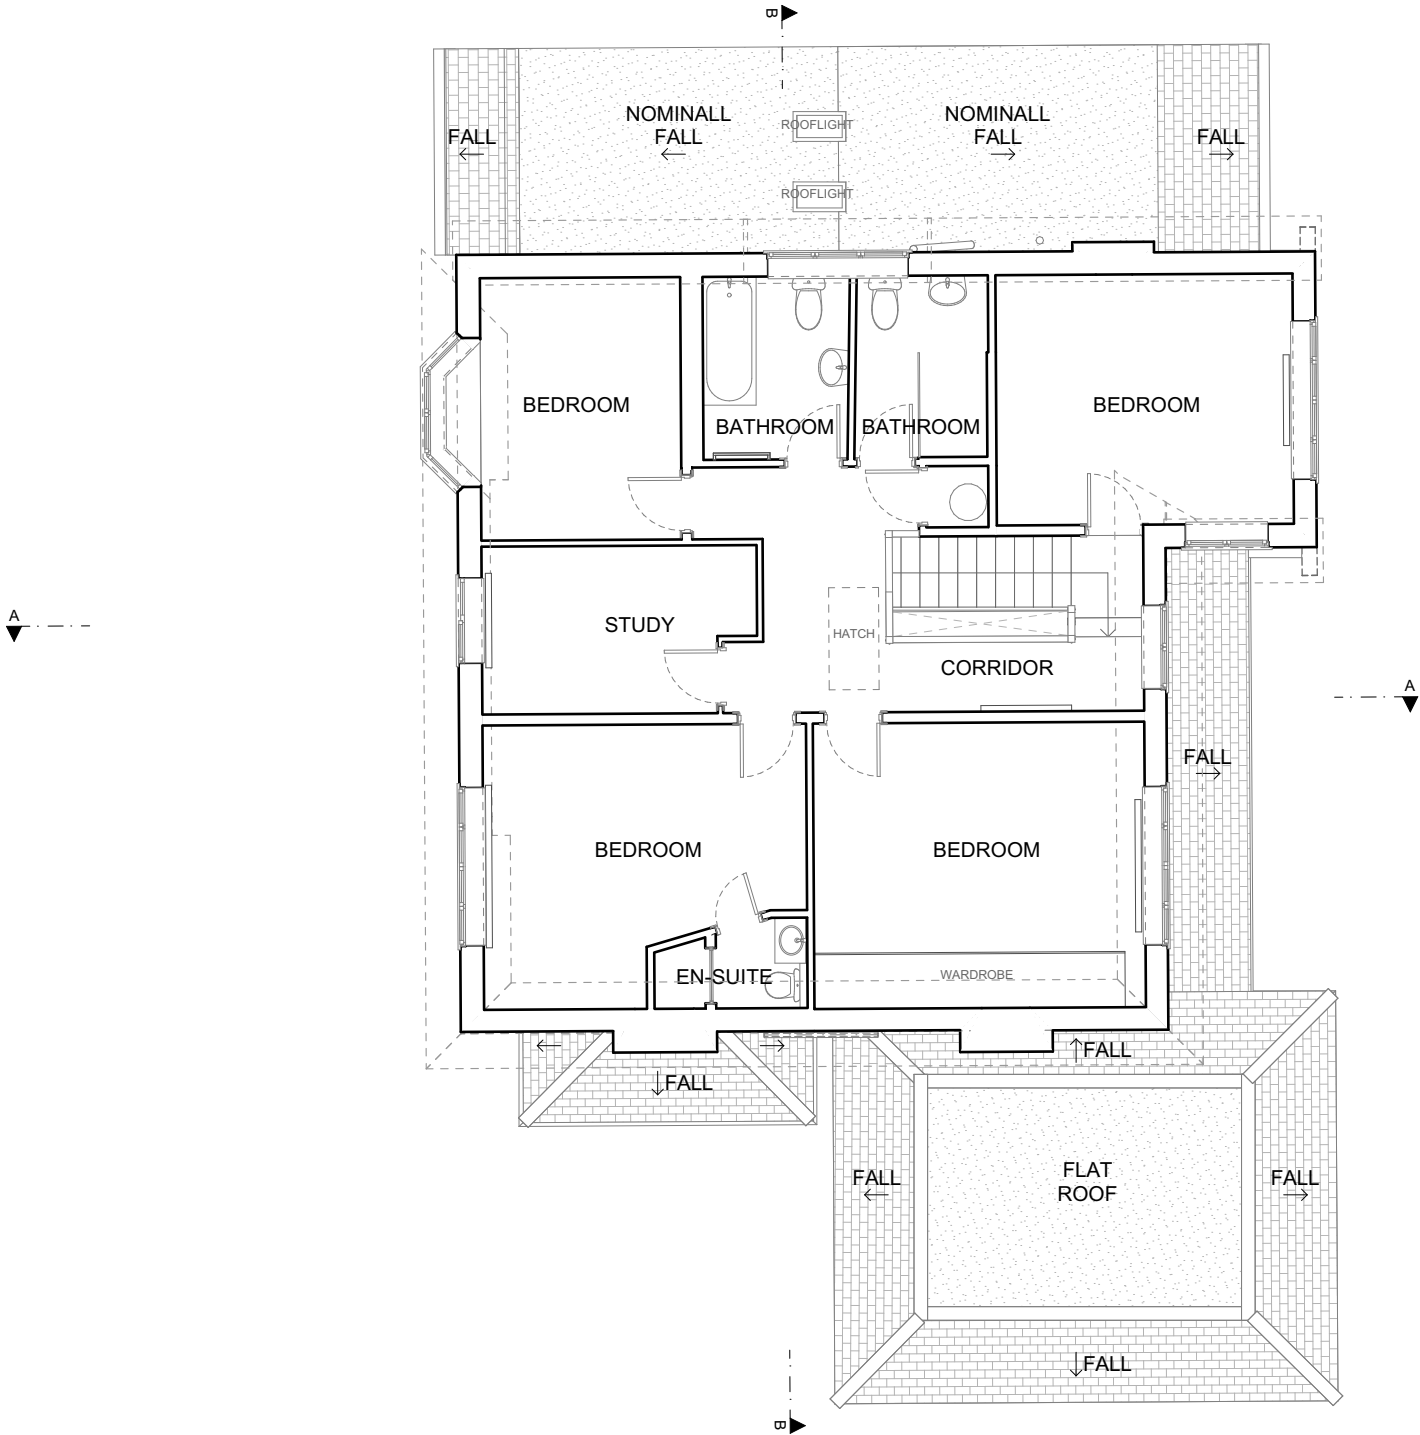 B
NOMINALL
FALL
NOMINALL
FALL
FALL
FALL
ROOFLIGHT
ROOFLIGHT
BEDROOM
BATHROOM
BATHROOM
BEDROOM
A
STUDY
HATCH
CORRIDOR
A
FALL
BEDROOM
BEDROOM
EN-SUITE
WARDROBE
FALL
FALL
FLAT
ROOF
FALL
FALL
FALL
B